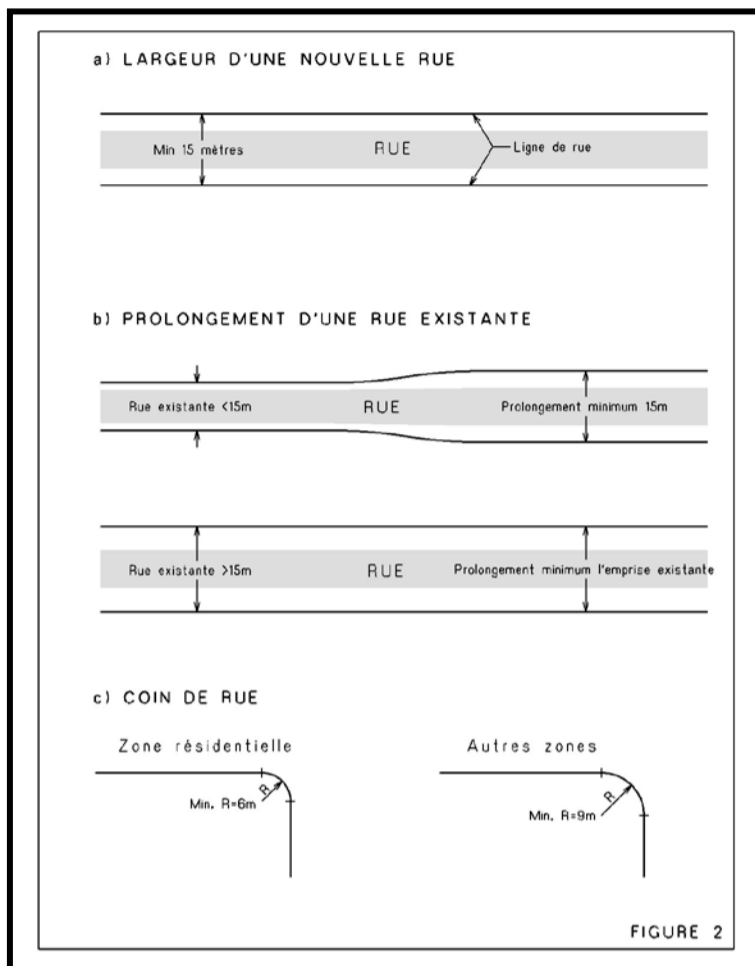 a) LARGEUR D'UNE NOUVELLE RUE
Min 15 mètres RUE Ligne de rue
b) PROLONGEMENT D'UNE RUE EXISTANTE
Rue existante <15m RUE Prolongement minimum 15m
Rue existante >15m RUE Prolongement minimum l'emprise existante
c) COIN DE RUE
Zone résidentielle Autres zones
R R
Min. R=6m Min. R=9m
FIGURE 2